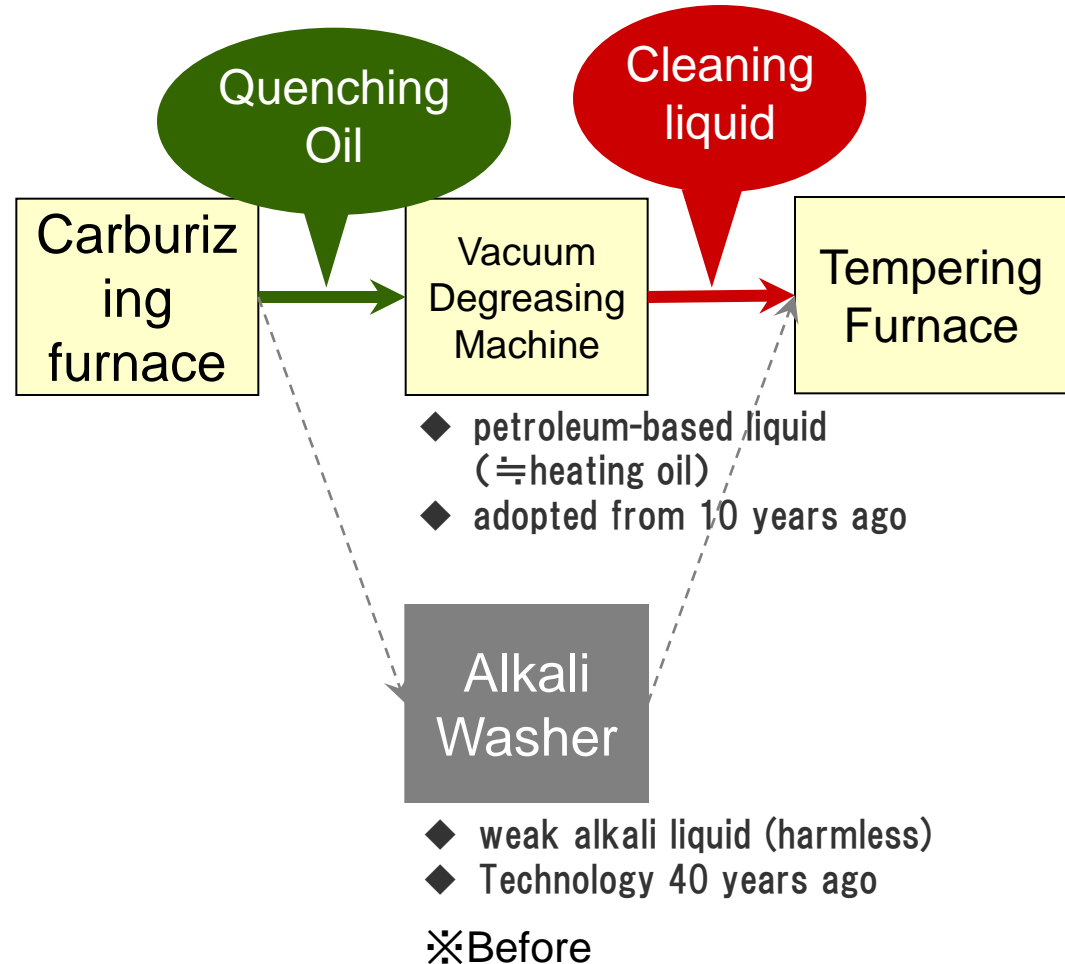 Quenching
Oil
Cleaning
liquid
Carburiz
ing
furnace
Vacuum
Degreasing
Machine
Tempering
Furnace
◆ petroleum-based liquid
(≒heating oil)
◆ adopted from 10 years ago
Alkali
Washer
◆ weak alkali liquid (harmless)
◆ Technology 40 years ago
※Before